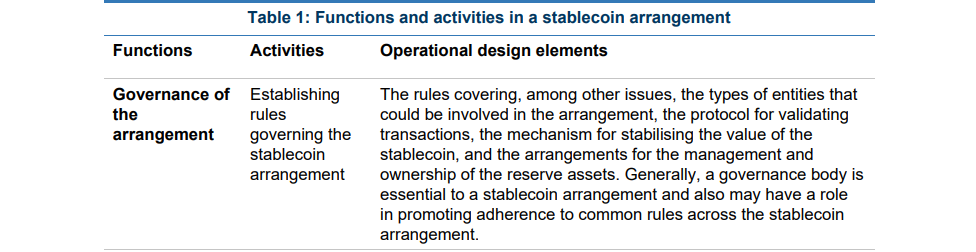 Table 1: Functions and activities in a stablecoin arrangement
Functions Activities Operational design elements
Governance of
the
arrangement
Establishing
rules
governing the
stablecoin
arrangement
The rules covering, among other issues, the types of entities that
could be involved in the arrangement, the protocol for validating
transactions, the mechanism for stabilising the value of the
stablecoin, and the arrangements for the management and
ownership of the reserve assets. Generally, a governance body is
essential to a stablecoin arrangement and also may have a role
in promoting adherence to common rules across the stablecoin
arrangement.